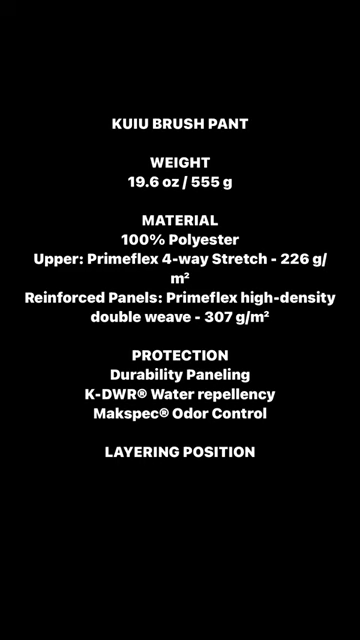 KUIU BRUSH PANT
WEIGHT
19.6 oz / 555 g
MATERIAL
100% Polyester
Upper: Primeflex 4-way Stretch - 226 g/
m²
Reinforced Panels: Primeflex high-density
double weave - 307 g/m²
PROTECTION
Durability Paneling
K-DWR® Water repellency
Makspec® Odor Control
LAYERING POSITION